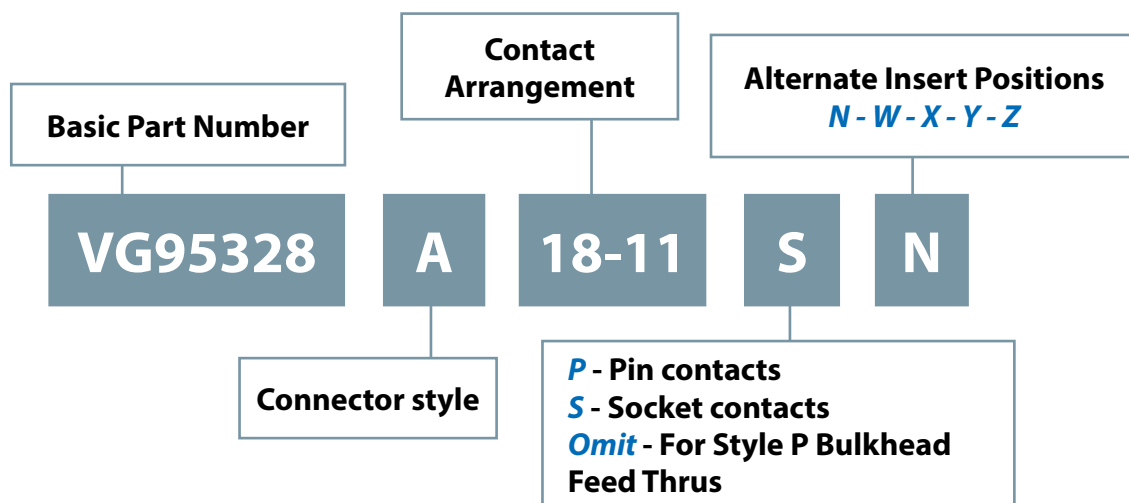 Contact
Arrangement
Alternate Insert Positions
N - W - X - Y - Z
Basic Part Number
VG95328 A 18-11 S N
Connector style
P - Pin contacts
S - Socket contacts
Omit - For Style P Bulkhead
Feed Thrus